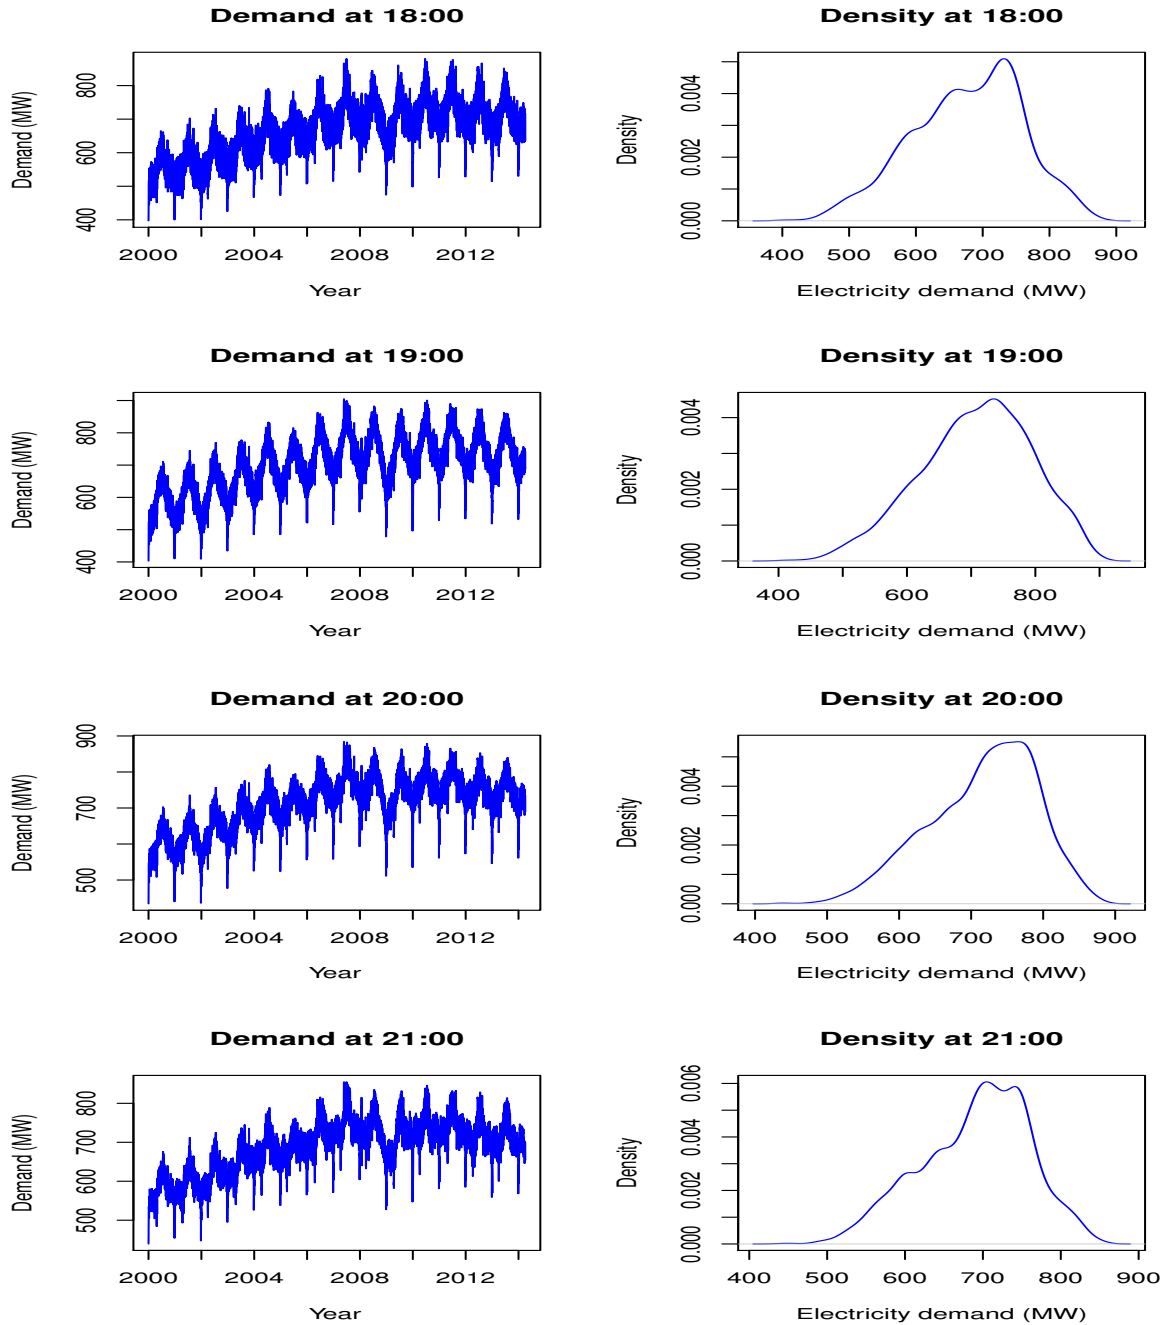 Demand at 18:00
Demand (MW)
400 600 800
2000 2004 2008 2012
Year
Density at 18:00
Density
0.000 0.002 0.004
400 500 600 700 800 900
Electricity demand (MW)
Demand at 19:00
Demand (MW)
400 600 800
2000 2004 2008 2012
Year
Density at 19:00
Density
0.000 0.002 0.004
400 600 800
Electricity demand (MW)
Demand at 20:00
Demand (MW)
500 700 900
2000 2004 2008 2012
Year
Density at 20:00
Density
0.000 0.002 0.004
400 500 600 700 800 900
Electricity demand (MW)
Demand at 21:00
Demand (MW)
500 600 700 800
2000 2004 2008 2012
Year
Density at 21:00
Density
0.000 0.002 0.004 0.006
400 500 600 700 800 900
Electricity demand (MW)